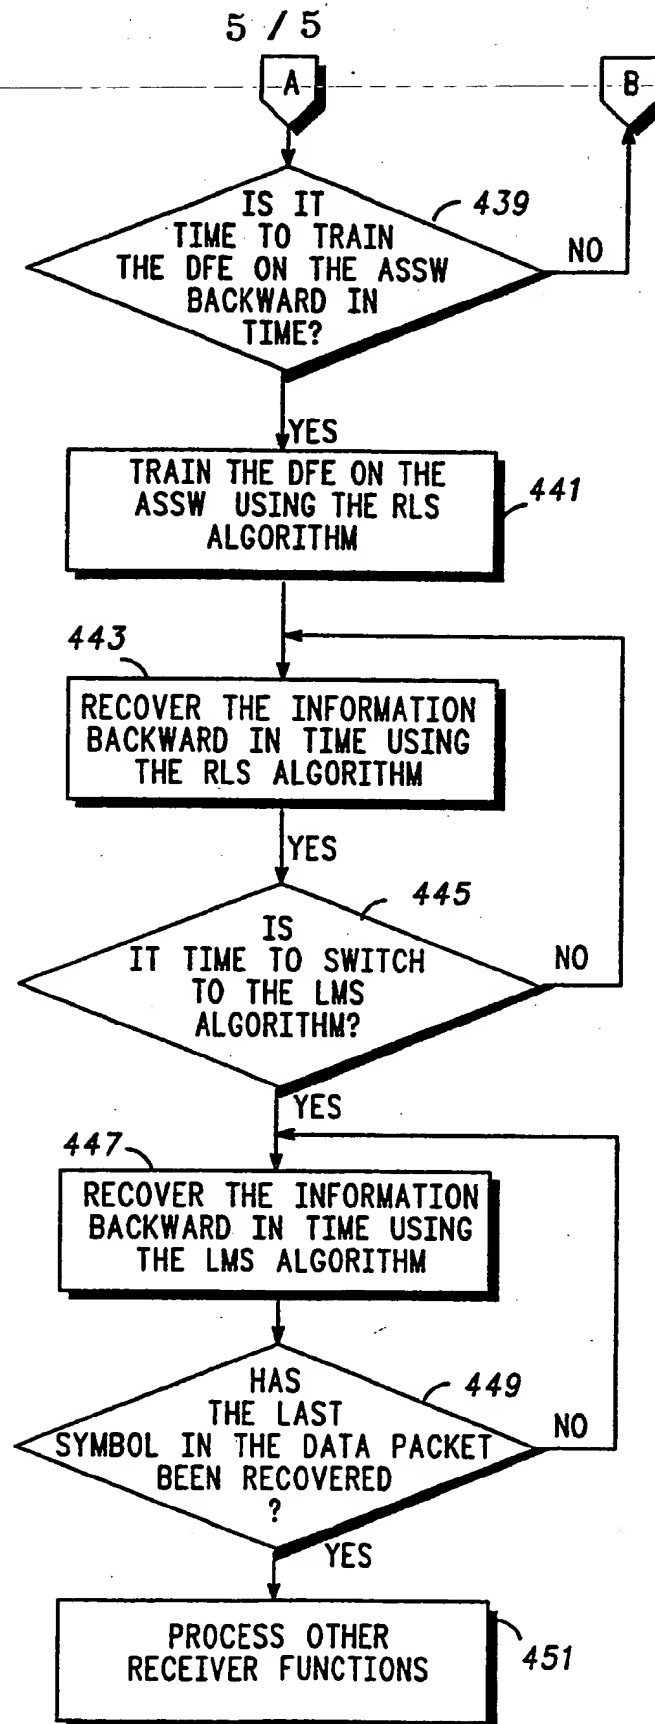 5 / 5
A
B
IS IT
TIME TO TRAIN
THE DFE ON THE ASSW
BACKWARD IN
TIME?
439
NO
YES
TRAIN THE DFE ON THE
ASSW USING THE RLS
ALGORITHM
441
443
RECOVER THE INFORMATION
BACKWARD IN TIME USING
THE RLS ALGORITHM
YES
445
IS
IT TIME TO SWITCH
TO THE LMS
ALGORITHM?
NO
YES
447
RECOVER THE INFORMATION
BACKWARD IN TIME USING
THE LMS ALGORITHM
449
HAS
THE LAST
SYMBOL IN THE DATA PACKET
BEEN RECOVERED
?
NO
YES
PROCESS OTHER
RECEIVER FUNCTIONS
451